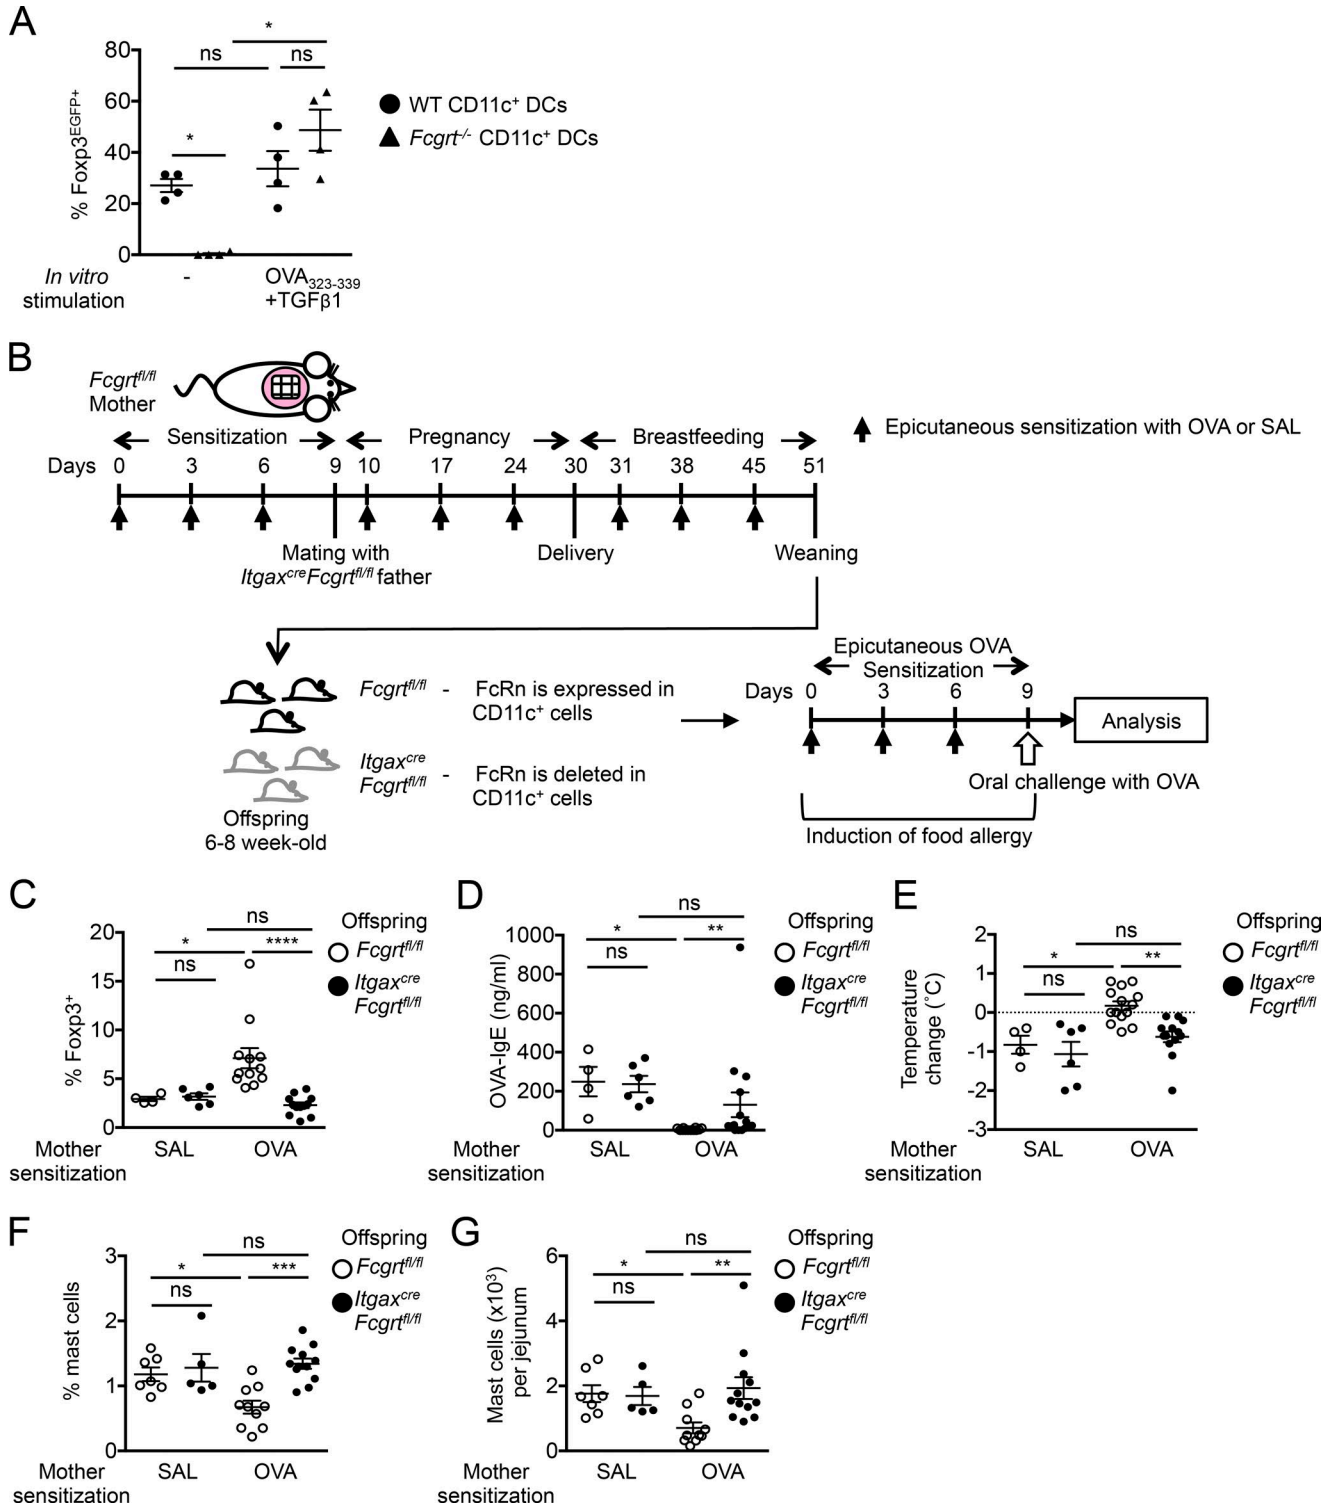 A
*
ns
ns
*
80
60
40
20
0
% Foxp3EGFP+
WT CD11c+ DCs
Fcgrt-/- CD11c+ DCs
In vitro
stimulation
-
OVA323-339
+TGFβ1
B
Fcgrtfl/fl
Mother
Sensitization
Pregnancy
Breastfeeding
Epicutaneous sensitization with OVA or SAL
Days 0 3 6 9 10 17 24 30 31 38 45 51
Mating with
ItgaxcreFcgrtfl/fl father
Delivery
Weaning
Fcgrtfl/fl - FcRn is expressed in
CD11c+ cells
Itgaxcre
Fcgrtfl/fl - FcRn is deleted in
CD11c+ cells
Offspring
6-8 week-old
Epicutaneous OVA
Sensitization
Days 0 3 6 9
Analysis
Oral challenge with OVA
Induction of food allergy
C
ns
*
****
ns
20
15
10
5
0
% Foxp3+
Offspring
Fcgrtfl/fl
Itgaxcre
Fcgrtfl/fl
Mother
sensitization
SAL
OVA
D
ns
*
**
ns
1000
800
600
400
200
0
OVA-IgE (ng/ml)
Offspring
Fcgrtfl/fl
Itgaxcre
Fcgrtfl/fl
Mother
sensitization
SAL
OVA
E
ns
*
**
ns
2
1
0
-1
-2
-3
Temperature
change (˚C)
Offspring
Fcgrtfl/fl
Itgaxcre
Fcgrtfl/fl
Mother
sensitization
SAL
OVA
F
ns
*
***
ns
3
2
1
0
% mast cells
Offspring
Fcgrtfl/fl
Itgaxcre
Fcgrtfl/fl
Mother
sensitization
SAL
OVA
G
ns
*
**
ns
6
4
2
0
Mast cells (x103)
per jejunum
Offspring
Fcgrtfl/fl
Itgaxcre
Fcgrtfl/fl
Mother
sensitization
SAL
OVA